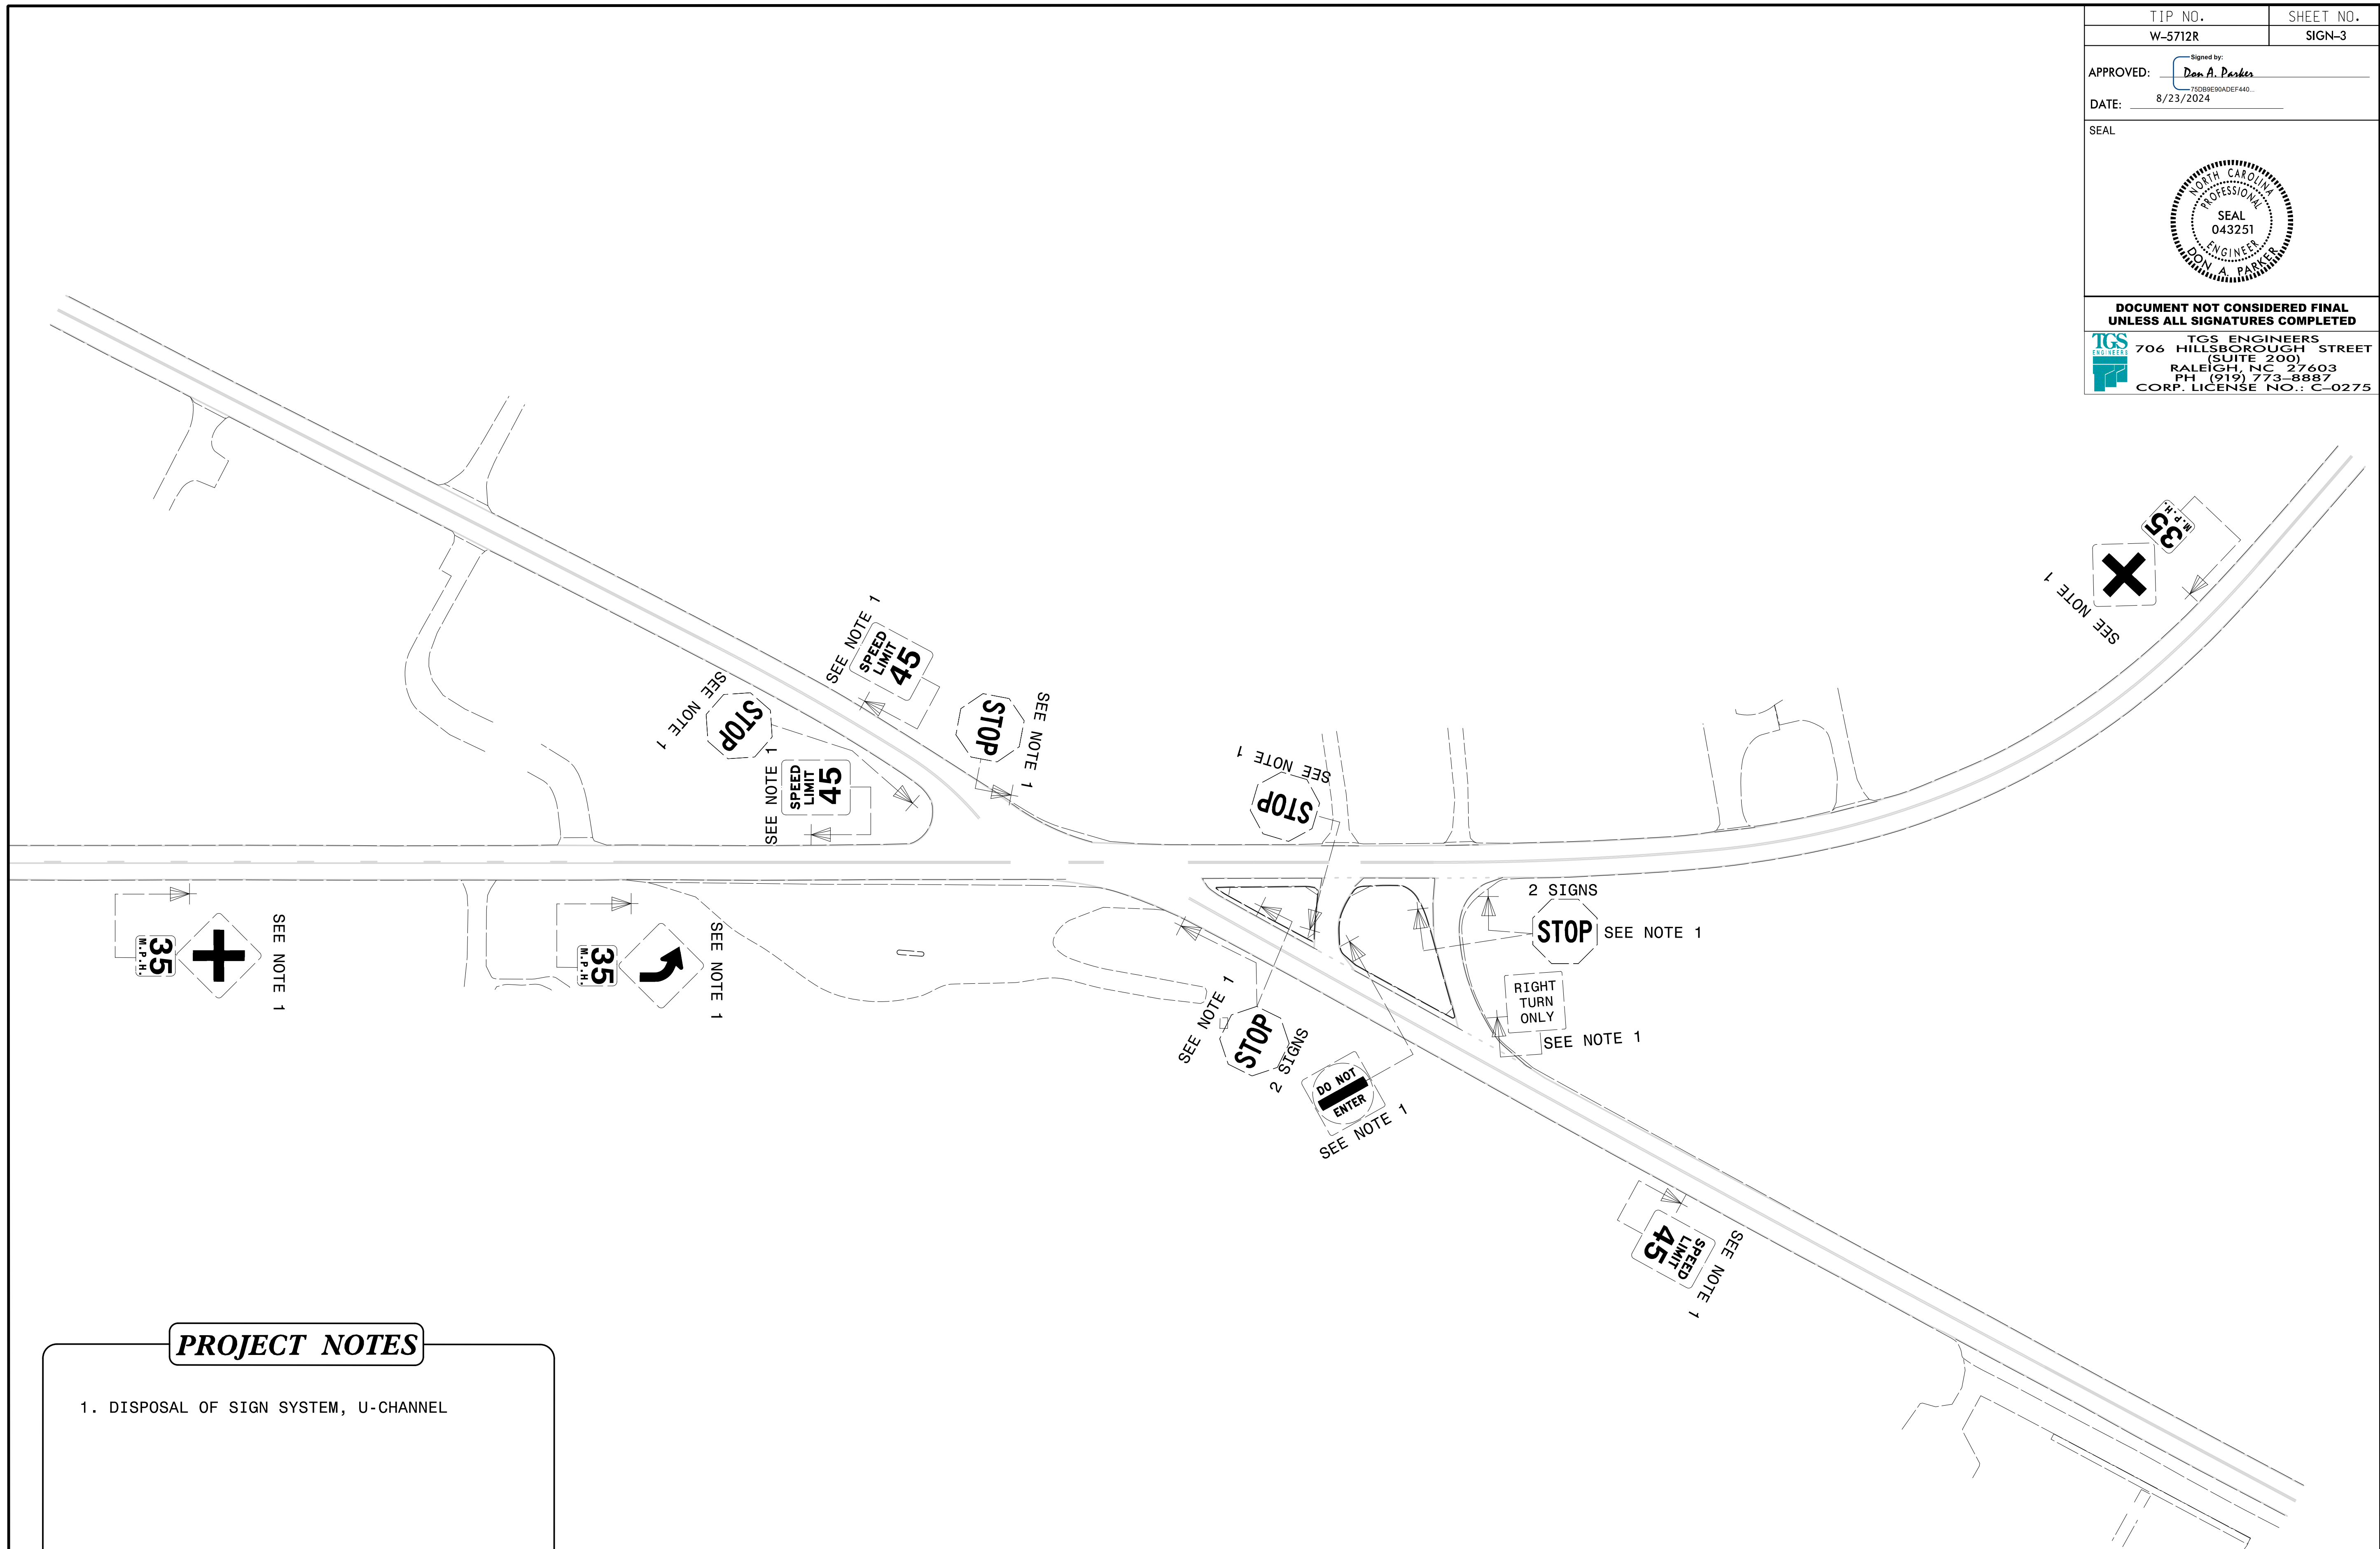 TIP NO.
SHEET NO.
W-5712R
SIGN-3
APPROVED:
Signed by:
Don A. Parker
75DB9E90ADEF440...
DATE: 8/23/2024
SEAL
NORTH CAROLINA
PROFESSIONAL
SEAL
043251
ENGINEER
DON A. PARKER
DOCUMENT NOT CONSIDERED FINAL
UNLESS ALL SIGNATURES COMPLETED
TGS
ENGINEERS
TGS ENGINEERS
706 HILLSBOROUGH STREET
(SUITE 200)
RALEIGH, NC 27603
PH (919) 773-8887
CORP. LICENSE NO.: C-0275
35
M.P.H.
SEE NOTE 1
SEE NOTE 1
SPEED
LIMIT
45
SEE NOTE 1
STOP
STOP
SEE NOTE 1
SEE NOTE 1
SPEED
LIMIT
45
SEE NOTE 1
STOP
35
M.P.H.
SEE NOTE 1
35
M.P.H.
SEE NOTE 1
2 SIGNS
STOP
SEE NOTE 1
RIGHT
TURN
ONLY
SEE NOTE 1
SEE NOTE 1
STOP
2 SIGNS
DO NOT
ENTER
SEE NOTE 1
SPEED
LIMIT
45
SEE NOTE 1
PROJECT NOTES
1. DISPOSAL OF SIGN SYSTEM, U-CHANNEL